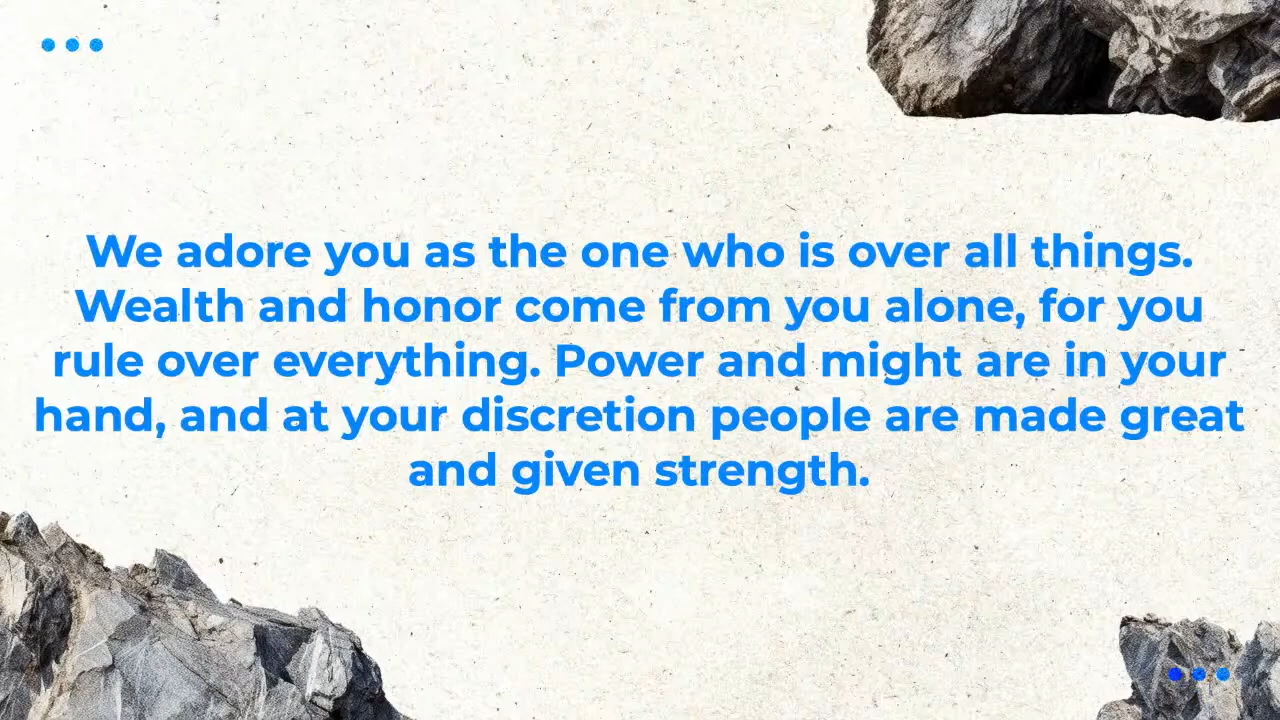 We adore you as the one who is over all things.
Wealth and honor come from you alone, for you
rule over everything. Power and might are in your
hand, and at your discretion people are made great
and given strength.